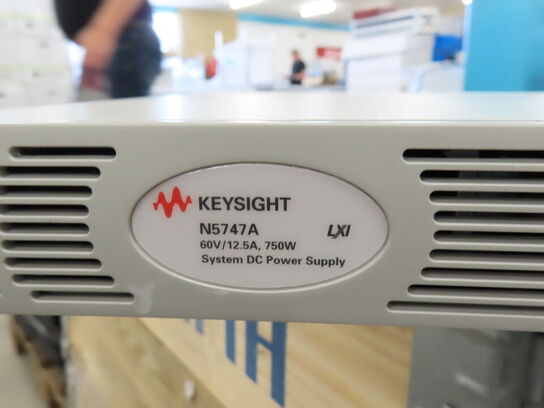 KEYSIGHT
N5747A
LXI
60V/12.5A, 750W
System DC Power Supply